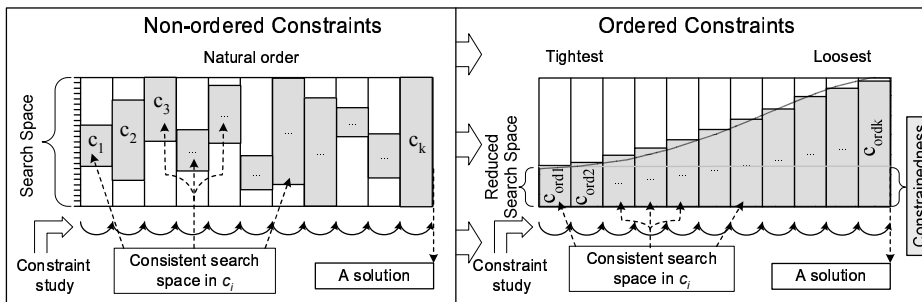 Non-ordered Constraints
Natural order
Search Space
c1
c2
c3
...
...
...
...
...
...
...
ck
Constraint
study
Consistent search
space in ci
A solution
Ordered Constraints
Tightest
Loosest
Reduced
Search Space
cord1
cord2
...
...
...
...
...
...
...
...
cordk
Constrainedness
Constraint
study
Consistent search
space in ci
A solution